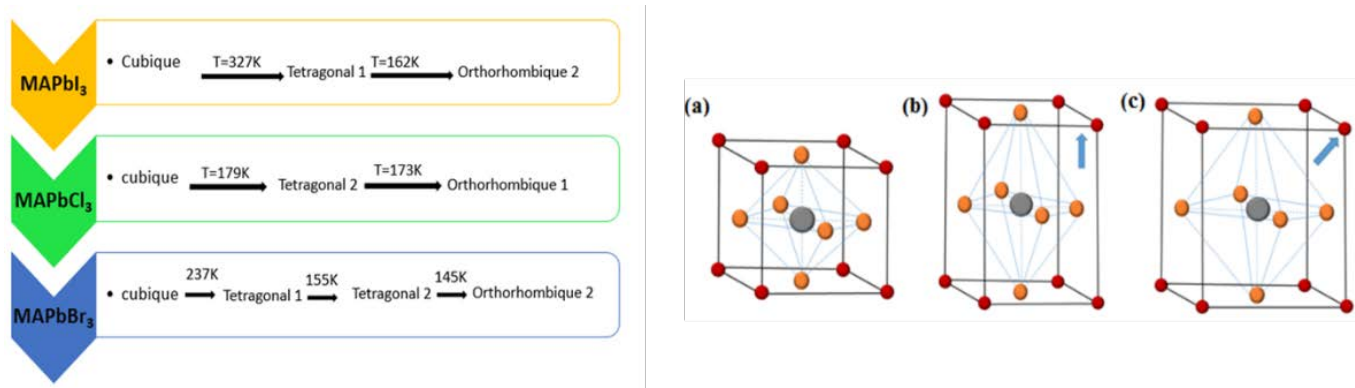 MAPbI3
• Cubique
T=327K
Tetragonal 1
T=162K
Orthorhombique 2
MAPbCl3
• cubique
T=179K
Tetragonal 2
T=173K
Orthorhombique 1
MAPbBr3
• cubique
237K
Tetragonal 1
155K
Tetragonal 2
145K
Orthorhombique 2
(a)
(b)
(c)